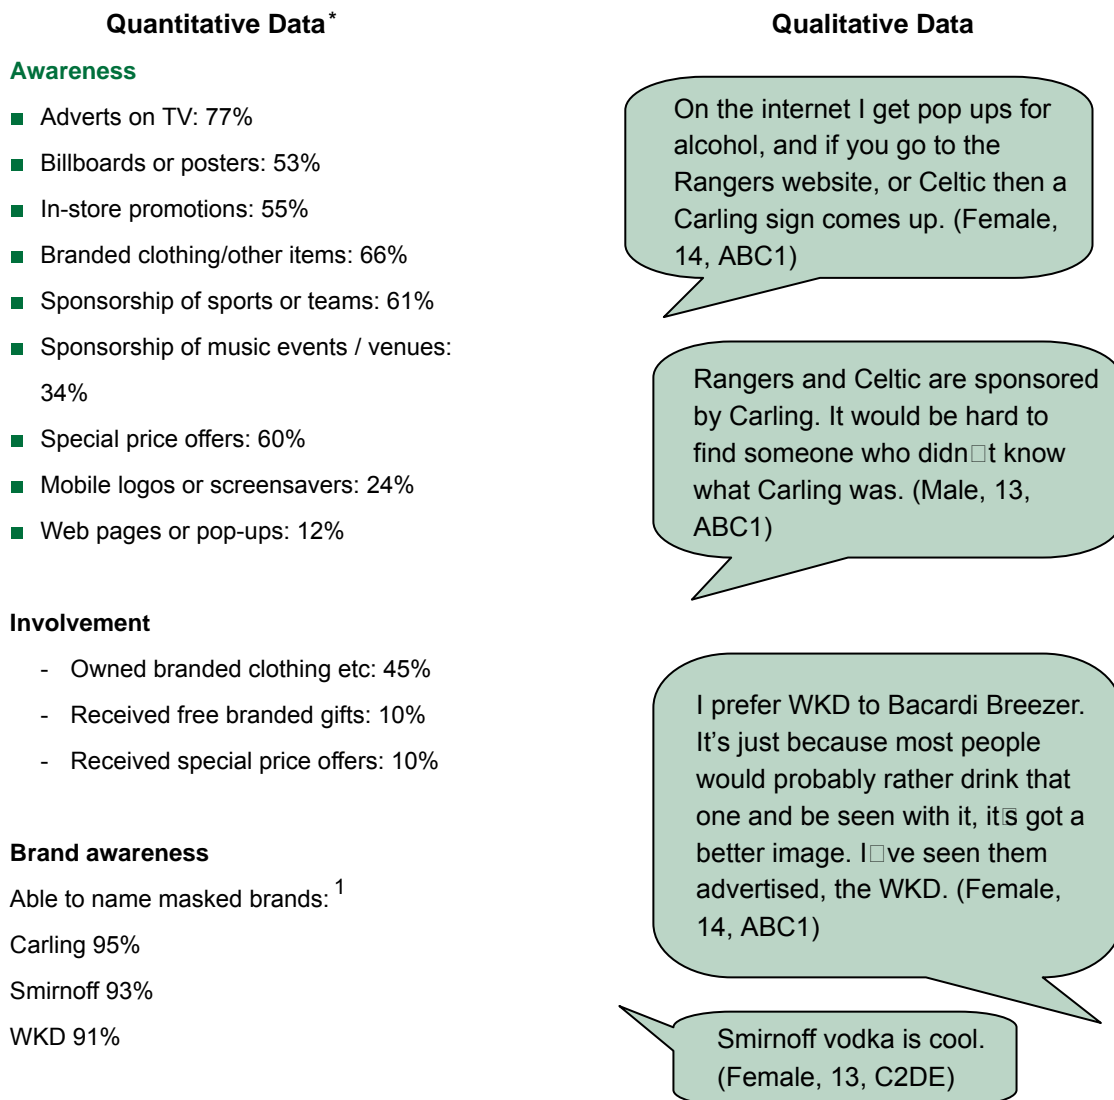 Quantitative Data*
Awareness
■ Adverts on TV: 77%
■ Billboards or posters: 53%
■ In-store promotions: 55%
■ Branded clothing/other items: 66%
■ Sponsorship of sports or teams: 61%
■ Sponsorship of music events / venues:
34%
■ Special price offers: 60%
■ Mobile logos or screensavers: 24%
■ Web pages or pop-ups: 12%
Involvement
- Owned branded clothing etc: 45%
- Received free branded gifts: 10%
- Received special price offers: 10%
Brand awareness
Able to name masked brands: 1
Carling 95%
Smirnoff 93%
WKD 91%
Qualitative Data
On the internet I get pop ups for
alcohol, and if you go to the
Rangers website, or Celtic then a
Carling sign comes up. (Female,
14, ABC1)
Rangers and Celtic are sponsored
by Carling. It would be hard to
find someone who didn□t know
what Carling was. (Male, 13,
ABC1)
I prefer WKD to Bacardi Breezer.
It’s just because most people
would probably rather drink that
one and be seen with it, it□s got a
better image. I□ve seen them
advertised, the WKD. (Female,
14, ABC1)
Smirnoff vodka is cool.
(Female, 13, C2DE)